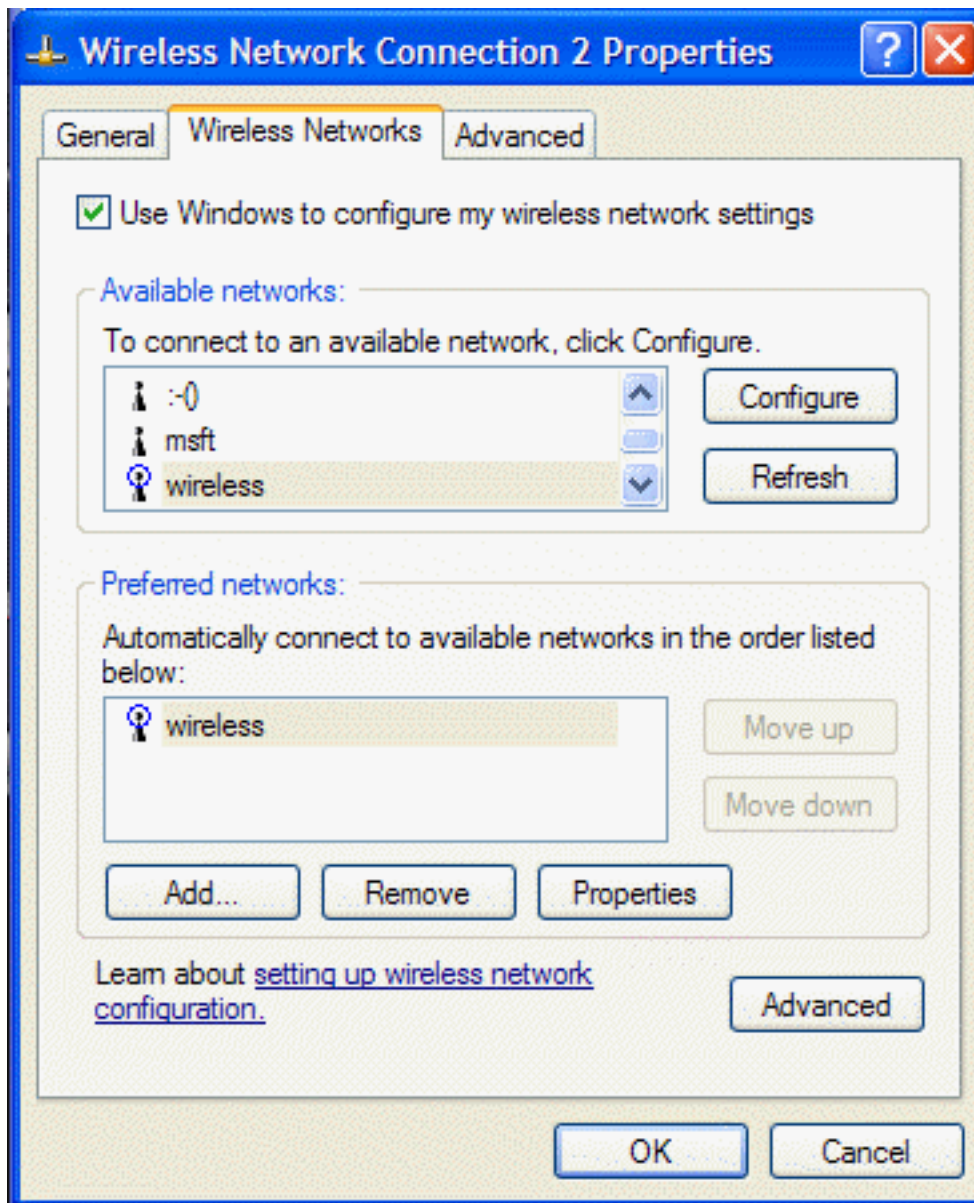 Wireless Network Connection 2 Properties
General Wireless Networks Advanced
Use Windows to configure my wireless network settings
Available networks:
To connect to an available network, click Configure.
:-()
Configure
msft
wireless
Refresh
Preferred networks:
Automatically connect to available networks in the order listed
below:
wireless
Move up
Move down
Add... Remove Properties
Learn about setting up wireless network
configuration.
Advanced
OK Cancel